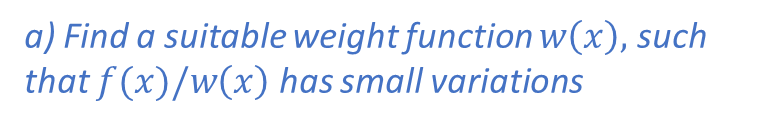 a) Find a suitable weight function w(x), such
that f(x)/w(x) has small variations